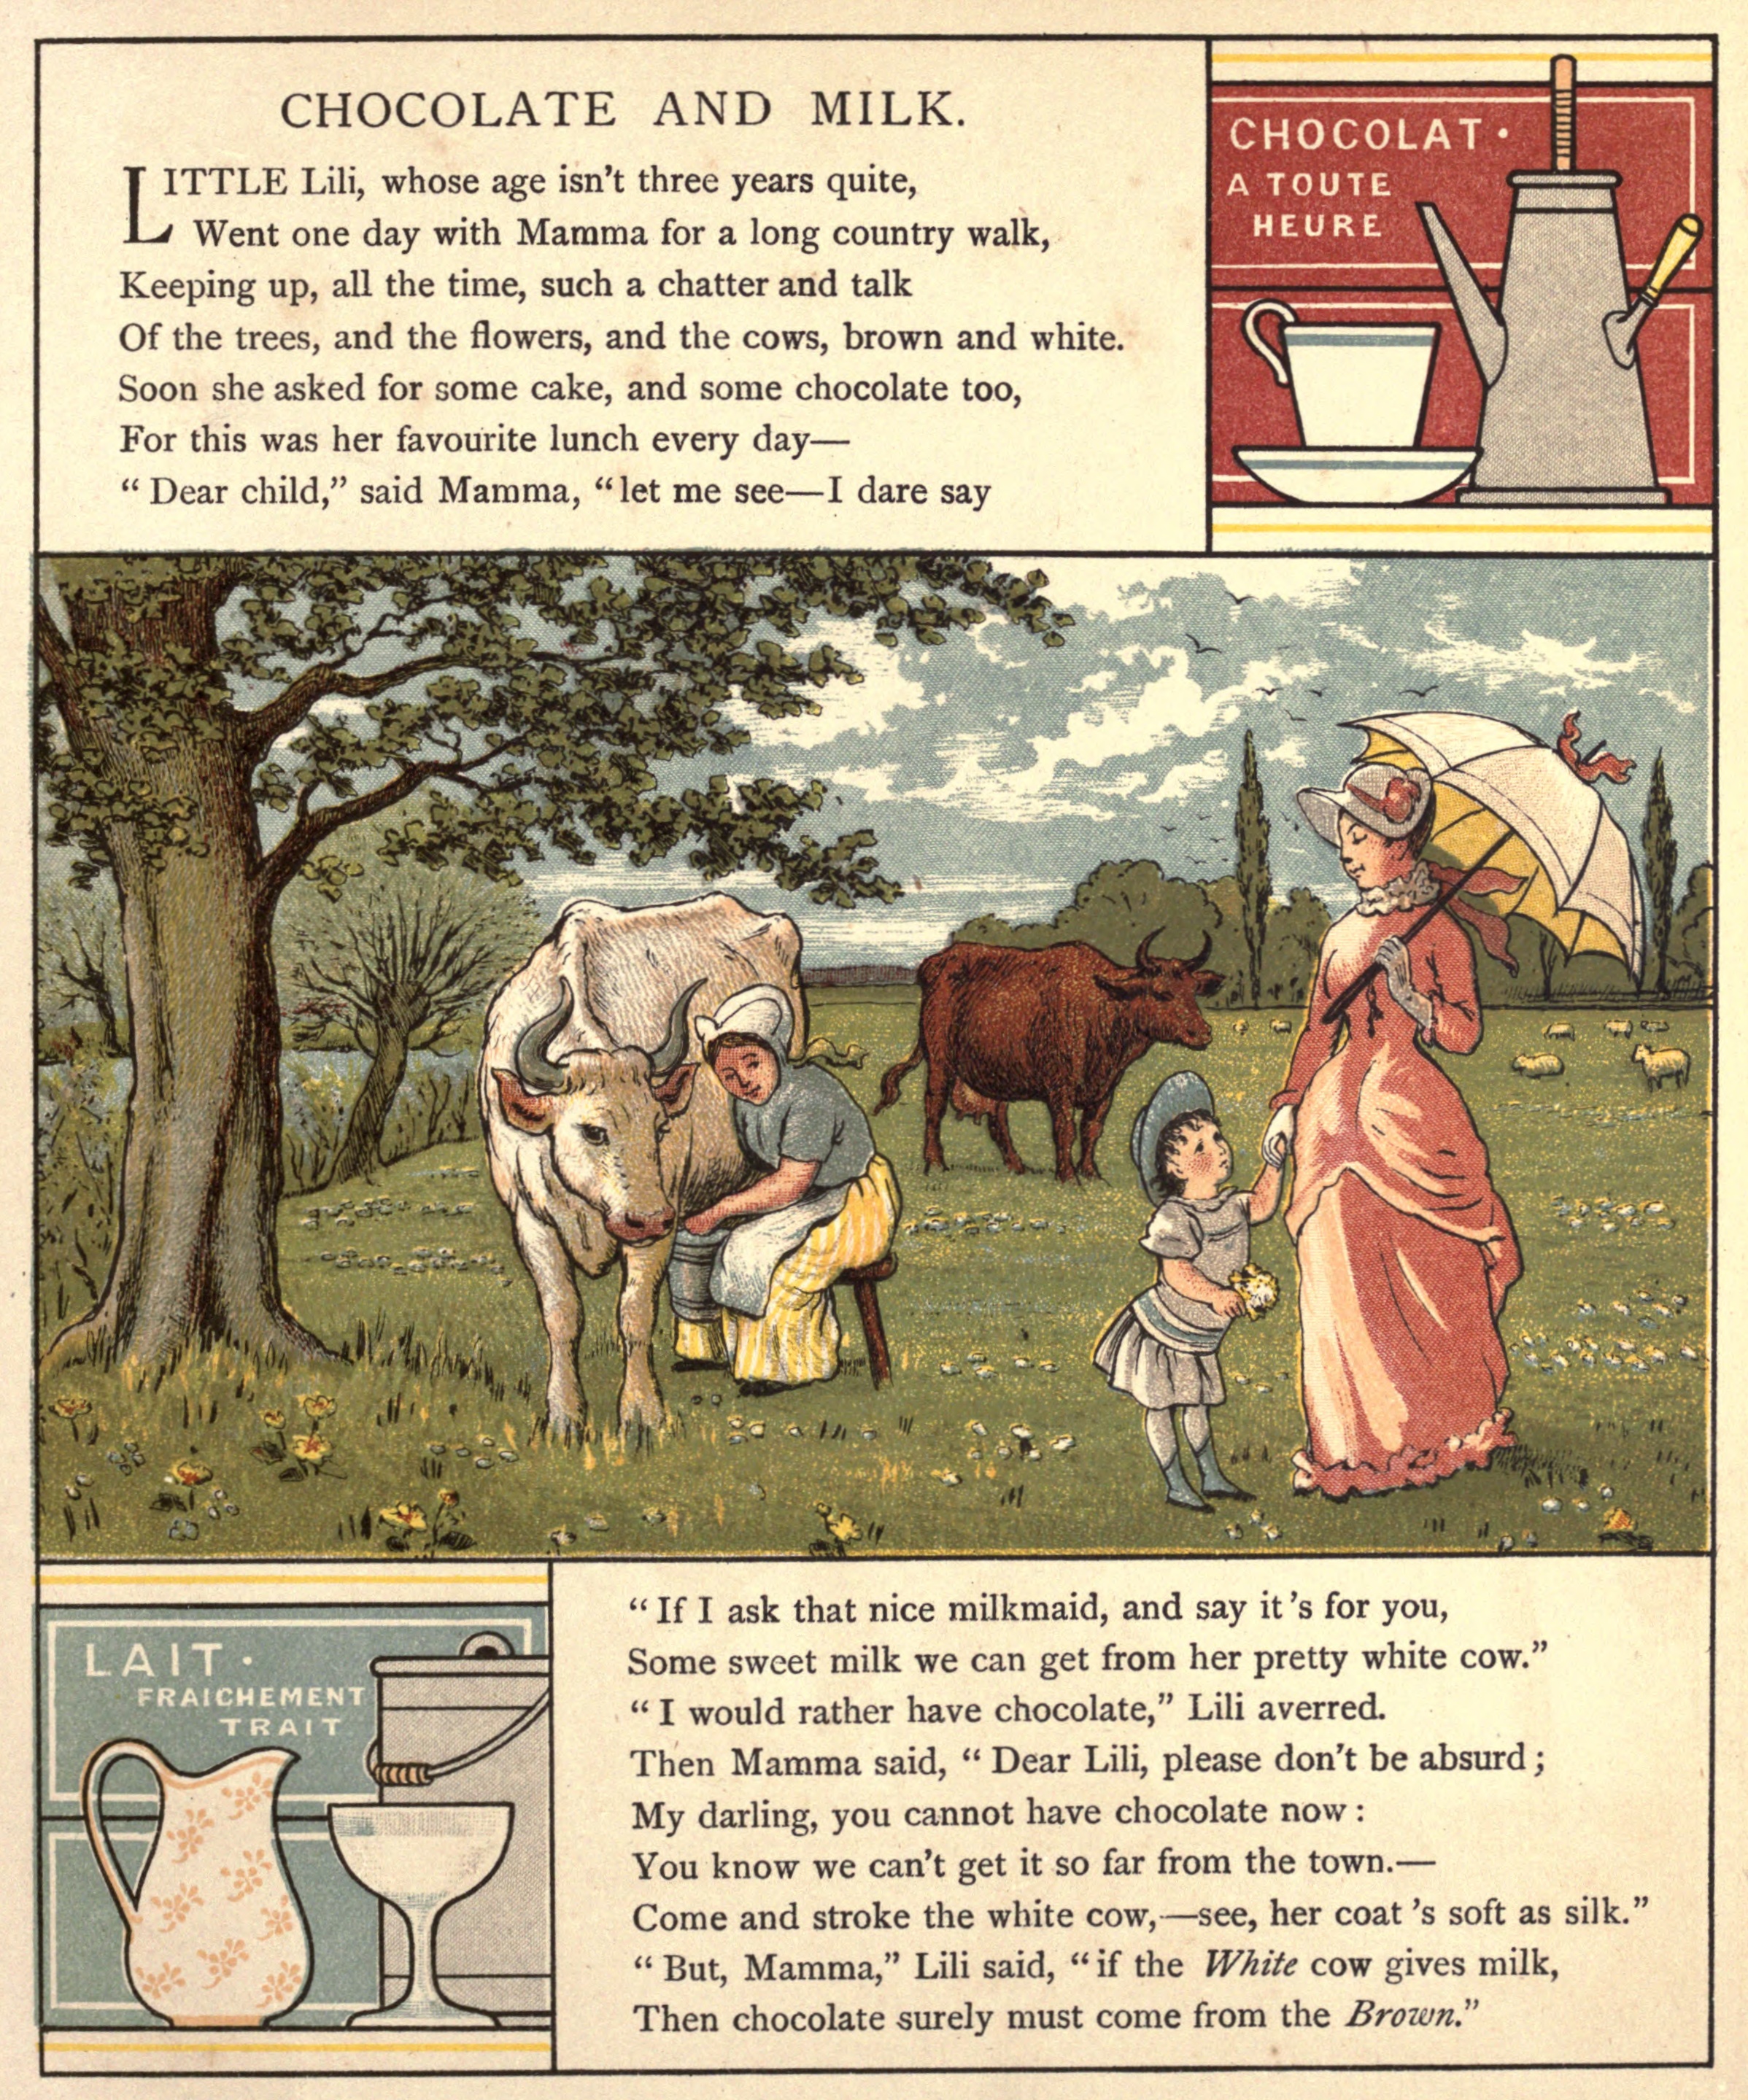 CHOCOLATE AND MILK.
LITTLE Lili, whose age isn't three years quite,
Went one day with Mamma for a long country walk,
Keeping up, all the time, such a chatter and talk
Of the trees, and the flowers, and the cows, brown and white.
Soon she asked for some cake, and some chocolate too,
For this was her favourite lunch every day—
“Dear child,” said Mamma, “let me see—I dare say
CHOCOLAT·
A TOUTE
HEURE
LAIT·
FRAICHEMENT
TRAIT
“If I ask that nice milkmaid, and say it's for you,
Some sweet milk we can get from her pretty white cow.”
“I would rather have chocolate,” Lili averred.
Then Mamma said, “Dear Lili, please don't be absurd;
My darling, you cannot have chocolate now:
You know we can't get it so far from the town.—
Come and stroke the white cow,—see, her coat's soft as silk.”
“But, Mamma,” Lili said, “if the White cow gives milk,
Then chocolate surely must come from the Brown.”